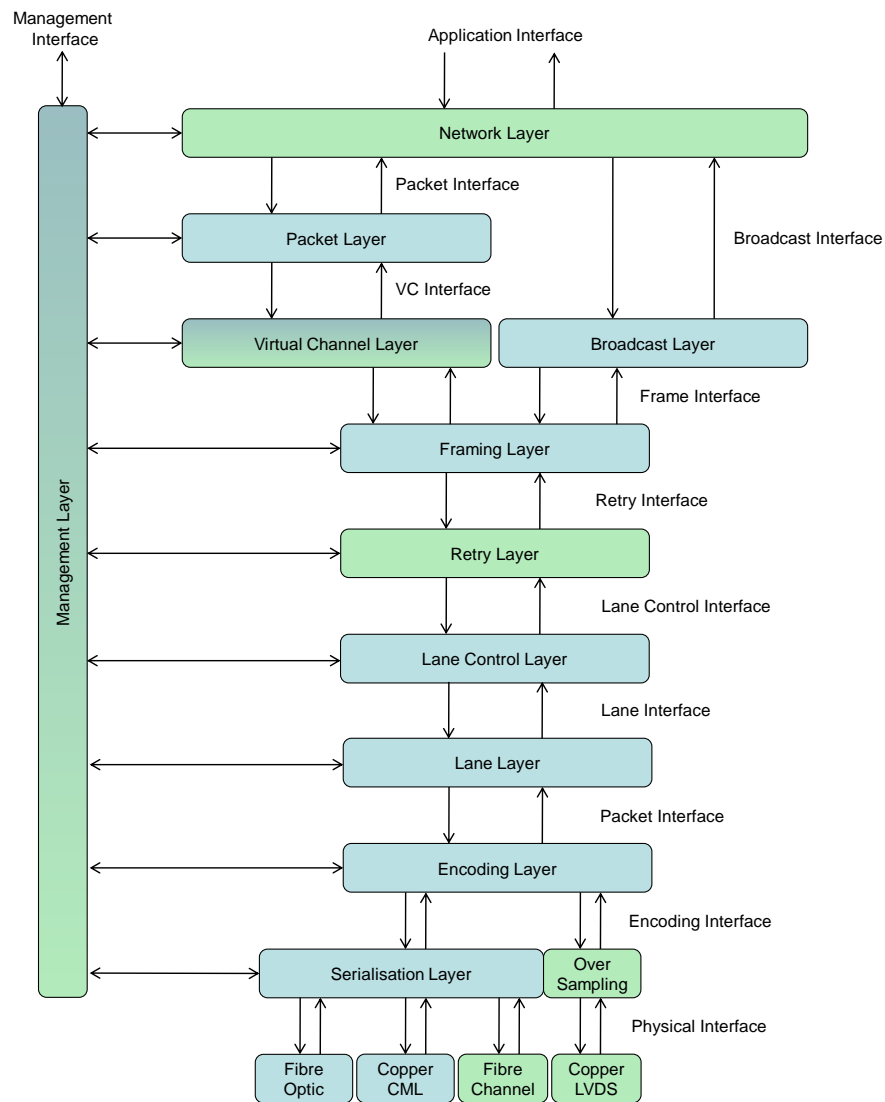 Management
Interface
Application Interface
Network Layer
Packet Interface
Packet Layer
Broadcast Interface
VC Interface
Virtual Channel Layer
Broadcast Layer
Frame Interface
Framing Layer
Retry Interface
Management Layer
Retry Layer
Lane Control Interface
Lane Control Layer
Lane Interface
Lane Layer
Packet Interface
Encoding Layer
Encoding Interface
Serialisation Layer
Over
Sampling
Physical Interface
Fibre
Optic
Copper
CML
Fibre
Channel
Copper
LVDS